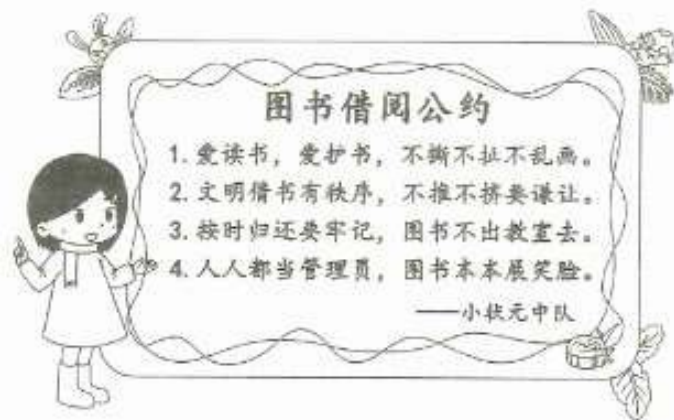 图书借阅公约
1. 爱读书，爱护书，不撕不扯不乱画。
2. 文明借书有秩序，不推不挤要谦让。
3. 按时归还要牢记，图书不出教室去。
4. 人人都当管理员，图书本本展笑脸。
——小状元中队